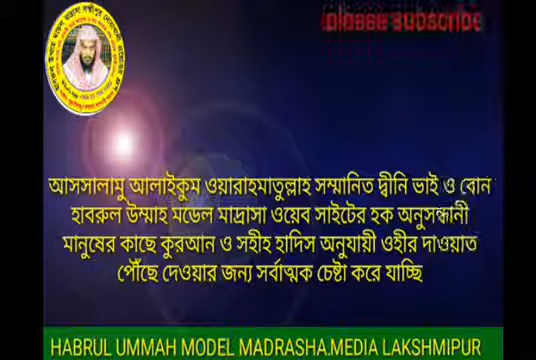 PLEASE SUBSCRIBE
আসসালামু আলাইকুম ওয়ারাহমাতুল্লাহ সম্মানিত দ্বীনি ভাই ও বোন
হাবরুল উম্মাহ মডেল মাদ্রাসা ওয়েব সাইটের হক অনুসন্ধানী
মানুষের কাছে কুরআন ও সহীহ হাদিস অনুযায়ী ওহীর দাওয়াত
পৌঁছে দেওয়ার জন্য সর্বাত্মক চেষ্টা করে যাচ্ছি
HABRUL UMMAH MODEL MADRASHA.MEDIA LAKSHMIPUR